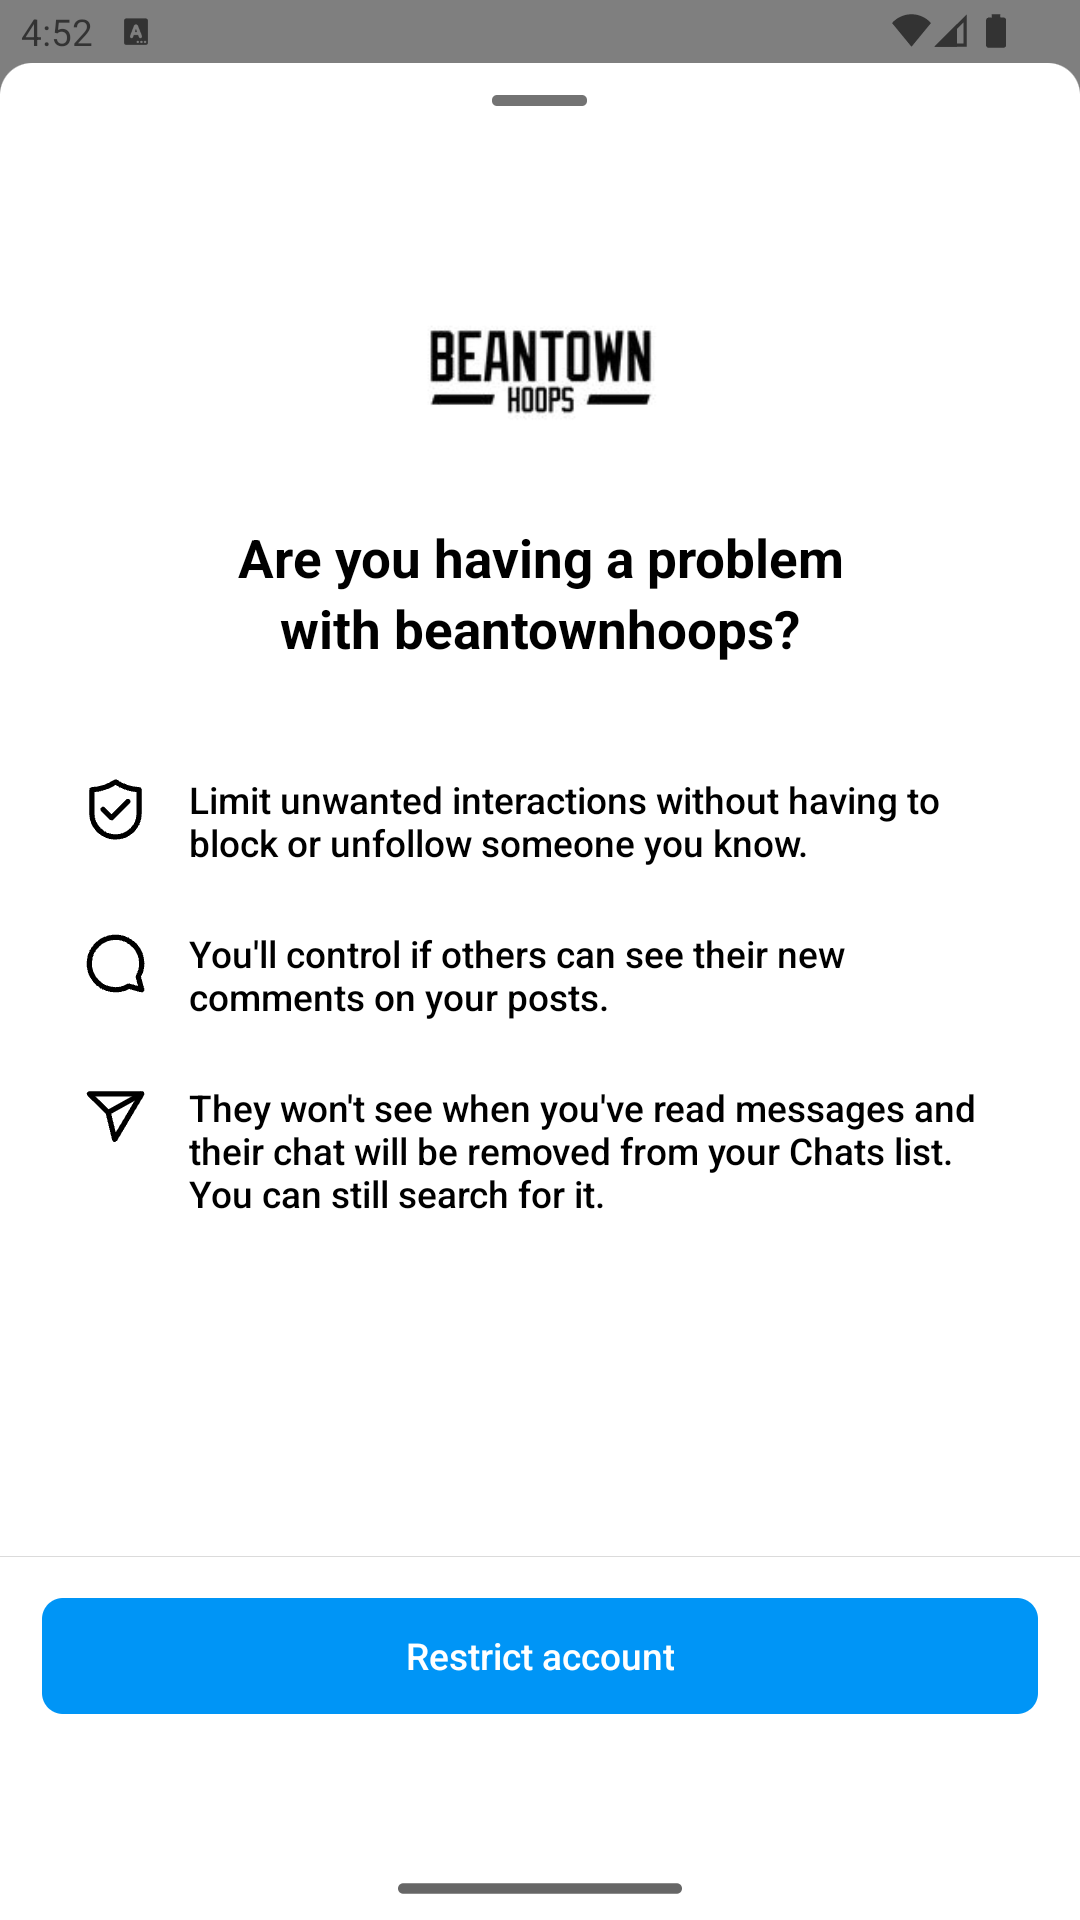 4:52
A
BEANTOWN
HOOPS
Are you having a problem
with beantownhoops?
Limit unwanted interactions without having to
block or unfollow someone you know.
You'll control if others can see their new
comments on your posts.
They won't see when you've read messages and
their chat will be removed from your Chats list.
You can still search for it.
Restrict account